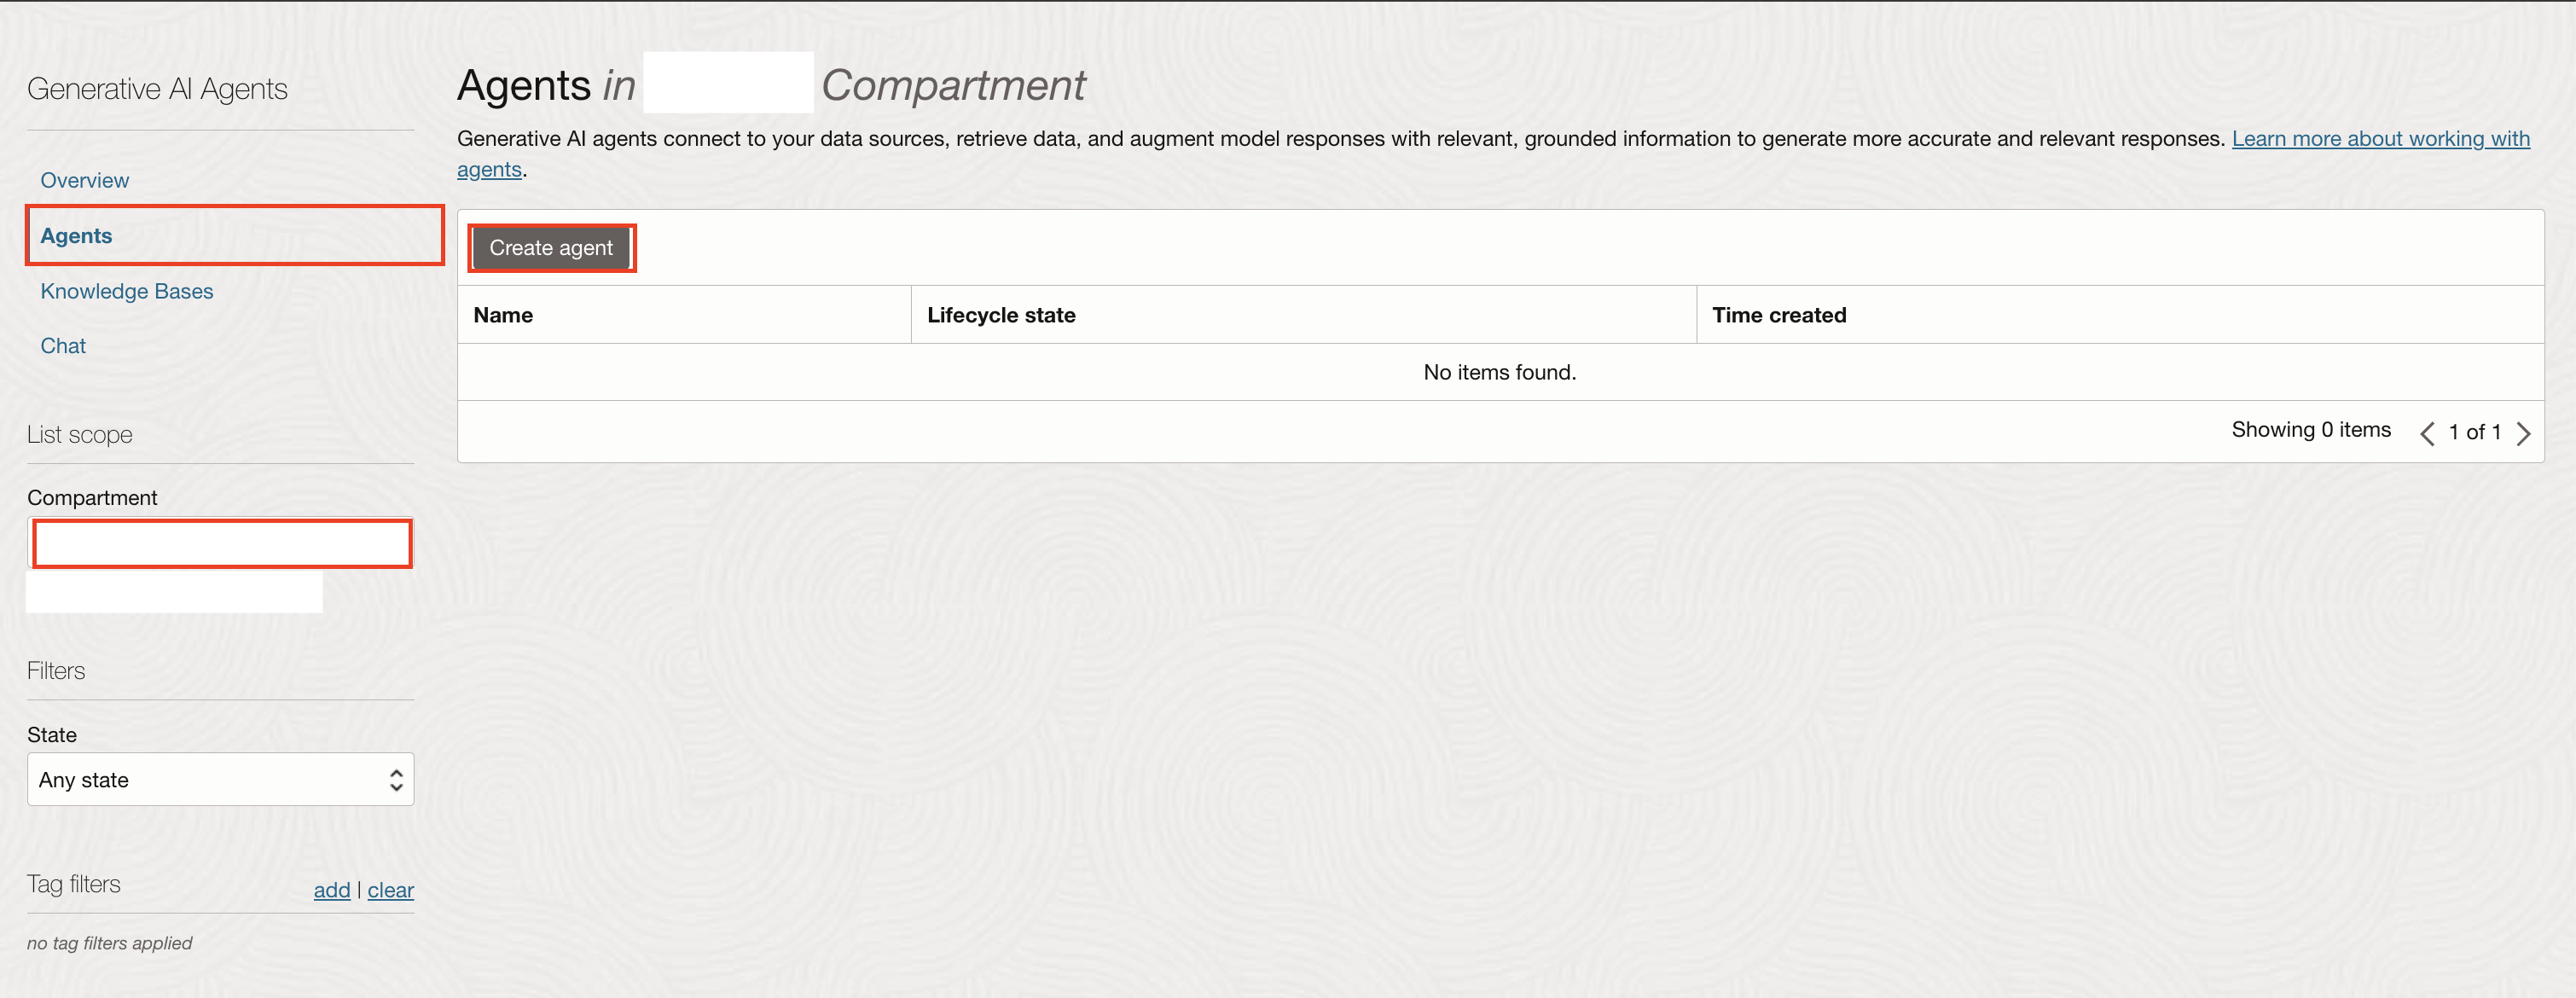 Generative AI Agents
Overview
Agents
Knowledge Bases
Chat
List scope
Compartment
Filters
State
Any state
Tag filters
add | clear
no tag filters applied
Agents in Compartment
Generative AI agents connect to your data sources, retrieve data, and augment model responses with relevant, grounded information to generate more accurate and relevant responses. Learn more about working with
agents.
Create agent
Name Lifecycle state Time created
No items found.
Showing 0 items 1 of 1